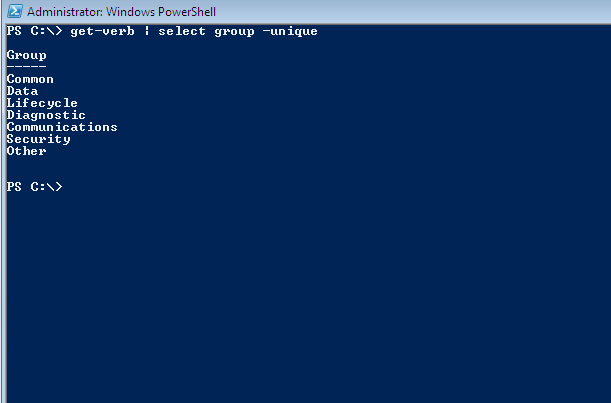 Administrator: Windows PowerShell
PS C:\> get-verb | select group -unique
Group
-----
Common
Data
Lifecycle
Diagnostic
Communications
Security
Other
PS C:\>